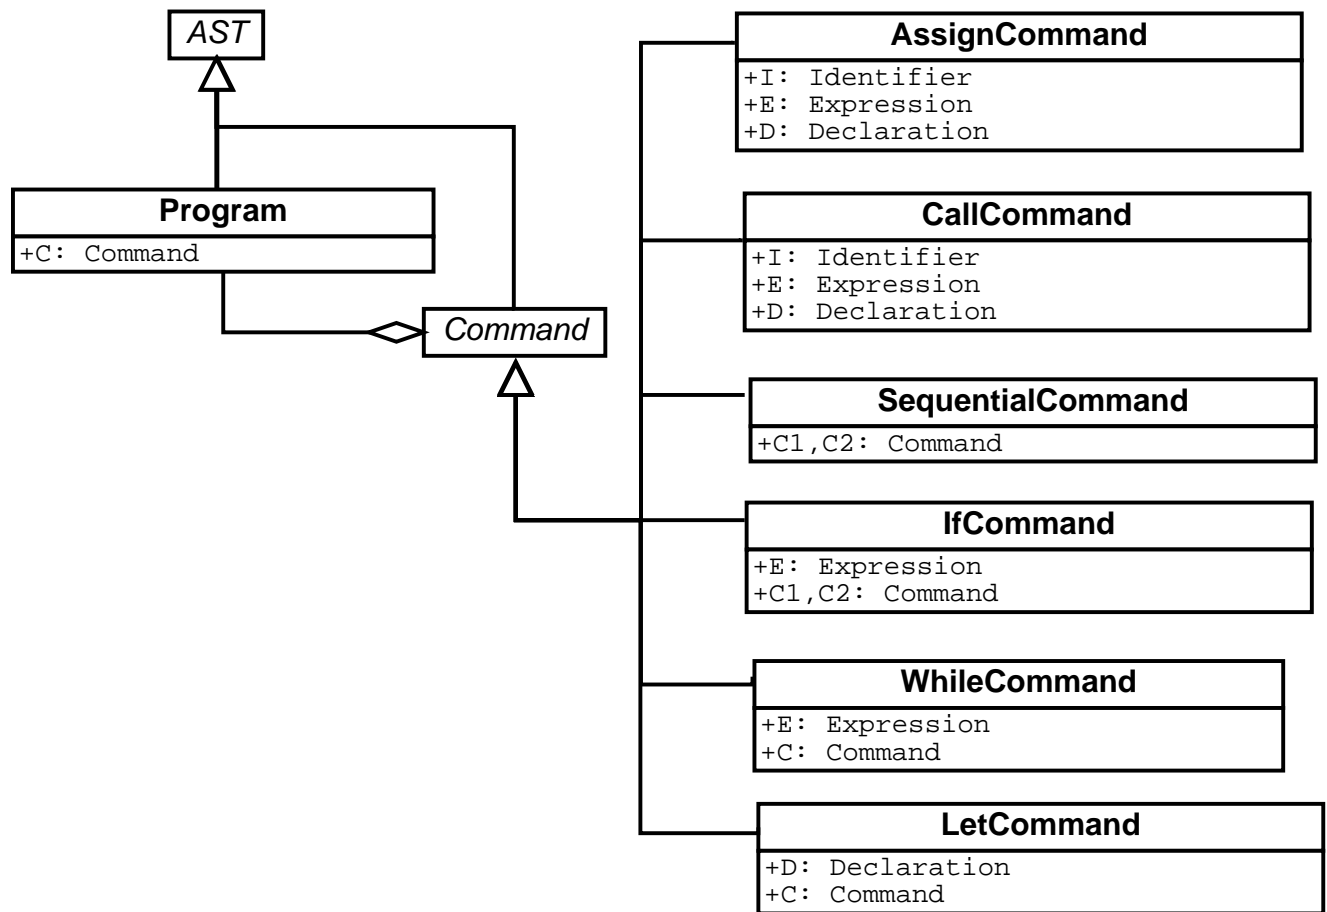 AST
Program
+C: Command
Command
AssignCommand
+I: Identifier
+E: Expression
+D: Declaration
CallCommand
+I: Identifier
+E: Expression
+D: Declaration
SequentialCommand
+C1,C2: Command
IfCommand
+E: Expression
+C1,C2: Command
WhileCommand
+E: Expression
+C: Command
LetCommand
+D: Declaration
+C: Command